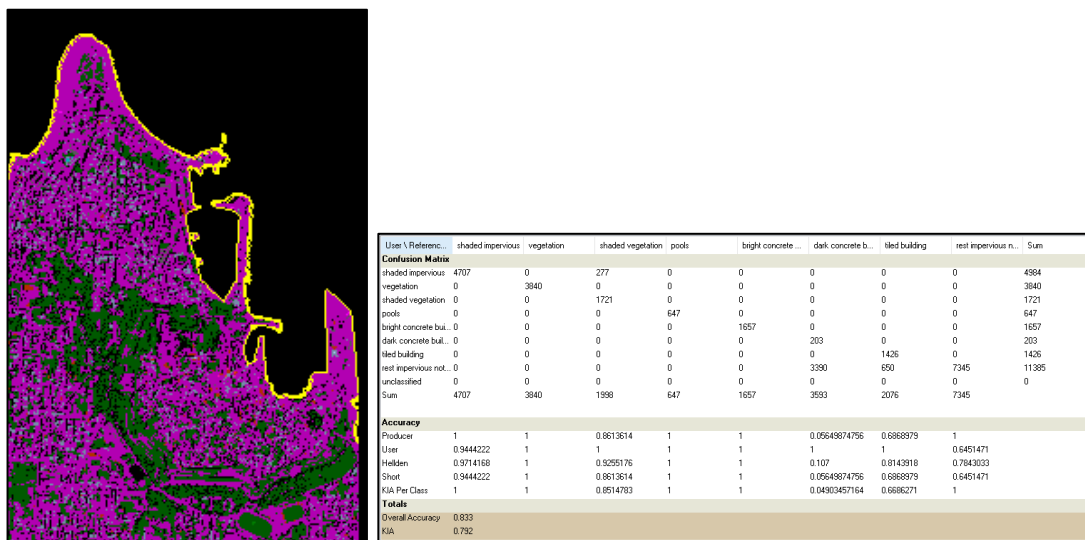 User \ Referenc... shaded impervious vegetation shaded vegetation pools bright concrete ... dark concrete b... tiled building rest impervious n... Sum
Confusion Matrix
shaded impervious 4707 0 277 0 0 0 0 0 4984
vegetation 0 3840 0 0 0 0 0 0 3840
shaded vegetation 0 0 1721 0 0 0 0 0 1721
pools 0 0 0 647 0 0 0 0 647
bright concrete bui... 0 0 0 0 1657 0 0 0 1657
dark concrete buil... 0 0 0 0 0 203 0 0 203
tiled building 0 0 0 0 0 0 1426 0 1426
rest impervious not... 0 0 0 0 0 3390 650 7345 11385
unclassified 0 0 0 0 0 0 0 0 0
Sum 4707 3840 1998 647 1657 3593 2076 7345
Accuracy
Producer 1 1 0.8613614 1 1 0.05649874756 0.6868979 1
User 0.9444222 1 1 1 1 1 1 0.6451471
Hellden 0.9714168 1 0.9255176 1 1 0.107 0.8143918 0.7843033
Short 0.9444222 1 0.8613614 1 1 0.05649874756 0.6868979 0.6451471
KIA Per Class 1 1 0.8514783 1 1 0.04903457164 0.6686271 1
Totals
Overall Accuracy 0.833
KIA 0.792